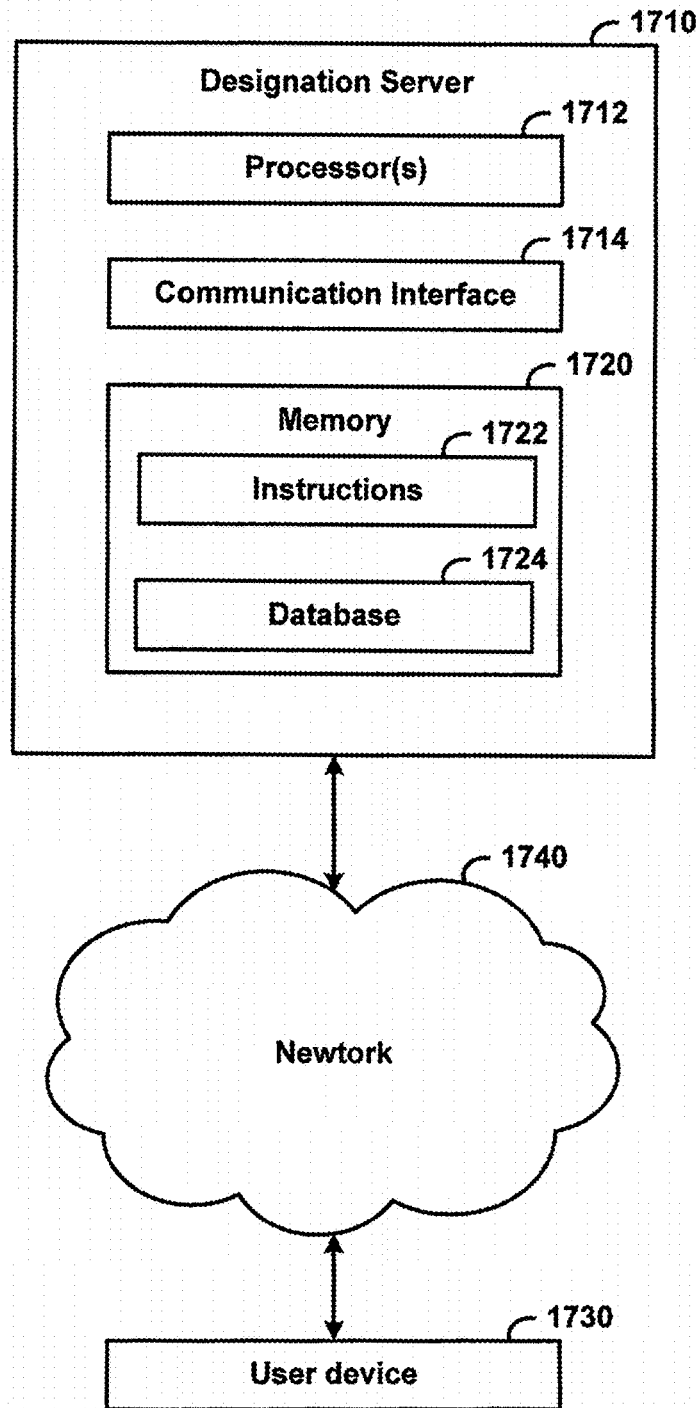 1710
Designation Server
1712
Processor(s)
1714
Communication Interface
1720
Memory
1722
Instructions
1724
Database
1740
Newtork
1730
User device